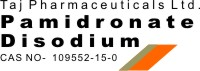 Taj Pharmaceuticals Ltd.
Pamidronate
Disodium
CAS NO- 109552-15-0